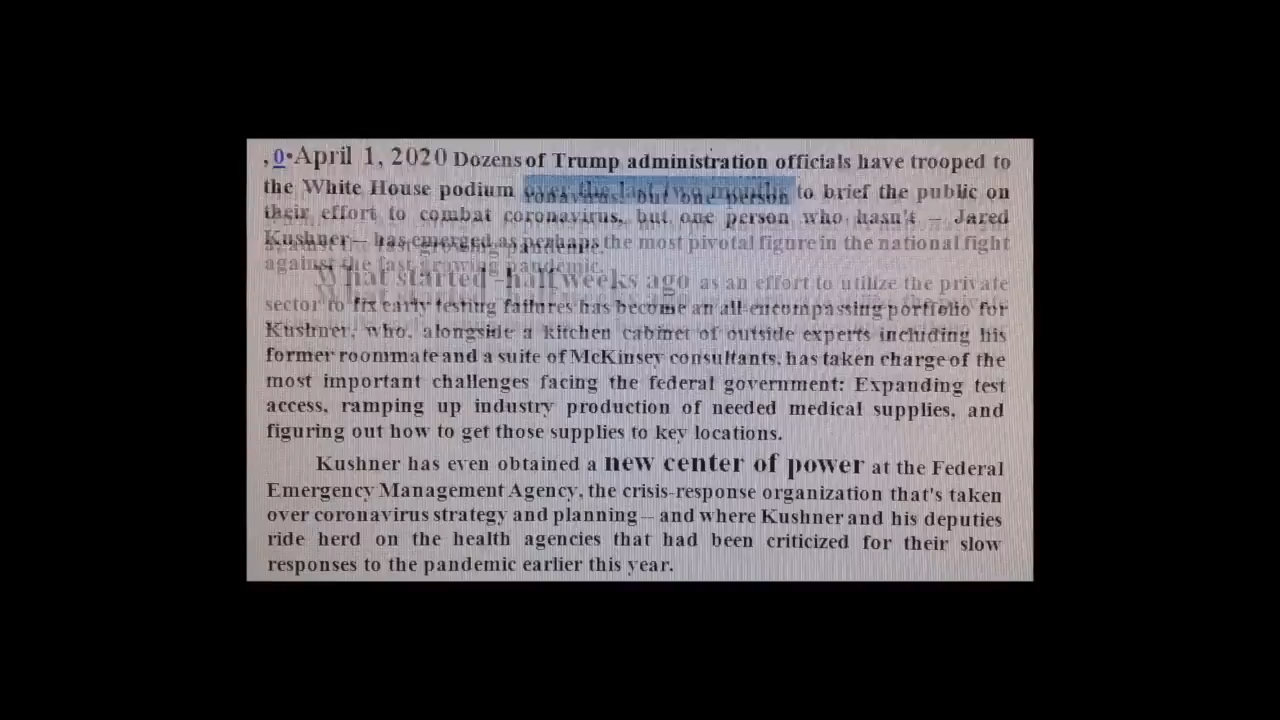 ,0•April 1, 2020 Dozens of Trump administration officials have trooped to
the White House podium over the last two months to brief the public on
their effort to combat coronavirus, but one person who hasn't – Jared
Kushner – has emerged as perhaps the most pivotal figure in the national fight
against the fast-growing pandemic.
What started - half weeks ago as an effort to utilize the private
sector to fix early testing failures has become an all-encompassing portfolio for
Kushner, who, alongside a kitchen cabinet of outside experts including his
former roommate and a suite of McKinsey consultants, has taken charge of the
most important challenges facing the federal government: Expanding test
access, ramping up industry production of needed medical supplies, and
figuring out how to get those supplies to key locations.
Kushner has even obtained a new center of power at the Federal
Emergency Management Agency, the crisis-response organization that's taken
over coronavirus strategy and planning – and where Kushner and his deputies
ride herd on the health agencies that had been criticized for their slow
responses to the pandemic earlier this year.